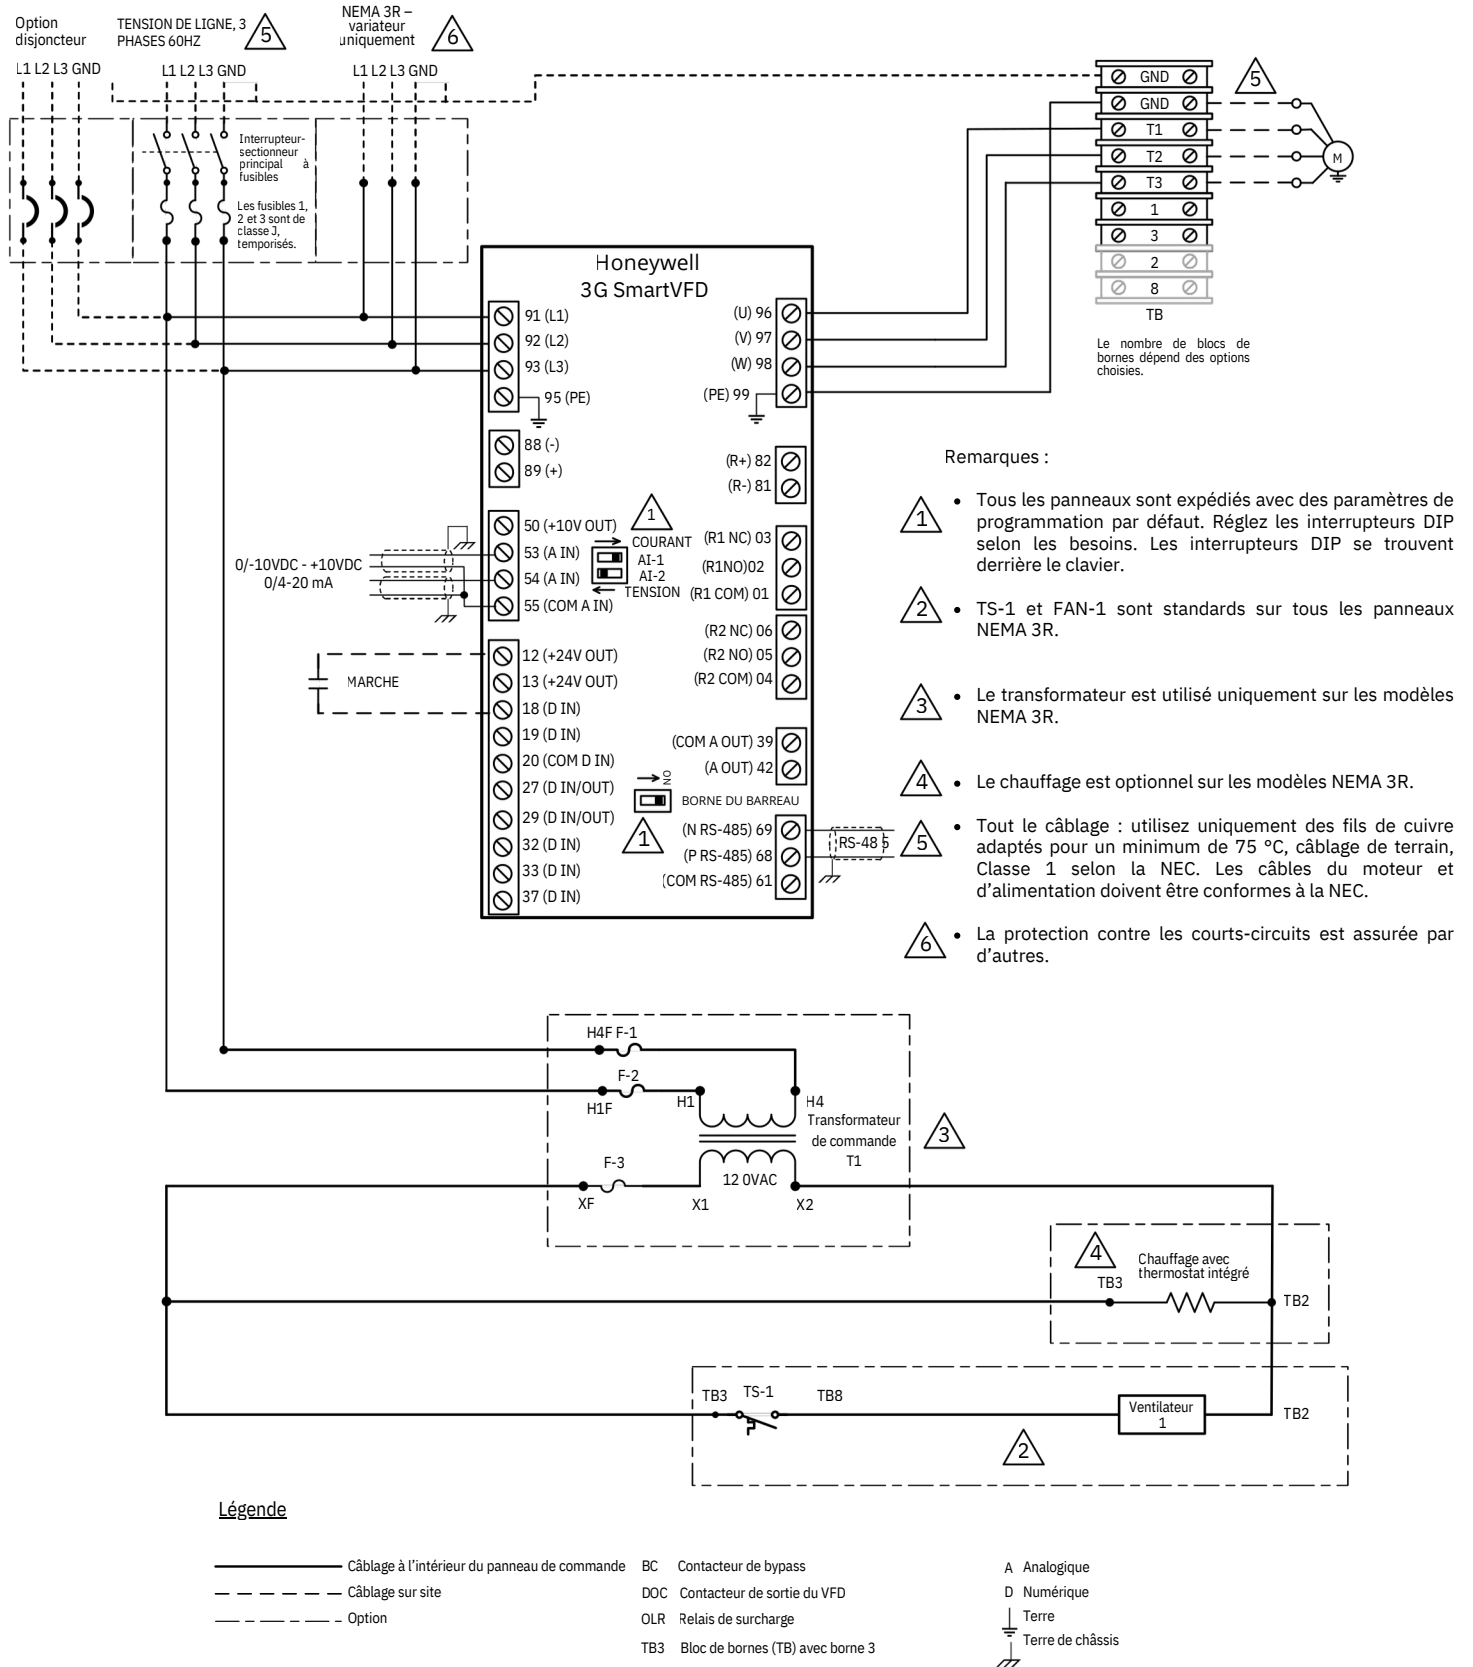 Option
disjoncteur
TENSION DE LIGNE, 3
PHASES 60HZ
5
NEMA 3R –
variateur
uniquement
6
L1 L2 L3 GND
L1 L2 L3 GND
L1 L2 L3 GND
Interrupteur-
sectionneur
principal à
fusibles
Les fusibles 1,
2 et 3 sont de
classe J,
temporisés.
GND
GND
T1
T2
T3
1
3
2
8
TB
5
M
Le nombre de blocs de
bornes dépend des options
choisies.
Honeywell
3G SmartVFD
91 (L1)
92 (L2)
93 (L3)
95 (PE)
88 (-)
89 (+)
50 (+10V OUT)
53 (A IN)
54 (A IN)
55 (COM A IN)
12 (+24V OUT)
13 (+24V OUT)
18 (D IN)
19 (D IN)
20 (COM D IN)
27 (D IN/OUT)
29 (D IN/OUT)
32 (D IN)
33 (D IN)
37 (D IN)
(U) 96
(V) 97
(W) 98
(PE) 99
(R+) 82
(R-) 81
(R1 NC) 03
(R1NO)02
(R1 COM) 01
(R2 NC) 06
(R2 NO) 05
(R2 COM) 04
(COM A OUT) 39
(A OUT) 42
(N RS-485) 69
(P RS-485) 68
(COM RS-485) 61
1
COURANT
AI-1
AI-2
TENSION
NO
BORNE DU BARREAU
1
RS-48 5
0/-10VDC - +10VDC
0/4-20 mA
MARCHE
Remarques :
1 • Tous les panneaux sont expédiés avec des paramètres de
programmation par défaut. Réglez les interrupteurs DIP
selon les besoins. Les interrupteurs DIP se trouvent
derrière le clavier.
2 • TS-1 et FAN-1 sont standards sur tous les panneaux
NEMA 3R.
3 • Le transformateur est utilisé uniquement sur les modèles
NEMA 3R.
4 • Le chauffage est optionnel sur les modèles NEMA 3R.
5 • Tout le câblage : utilisez uniquement des fils de cuivre
adaptés pour un minimum de 75 °C, câblage de terrain,
Classe 1 selon la NEC. Les câbles du moteur et
d’alimentation doivent être conformes à la NEC.
6 • La protection contre les courts-circuits est assurée par
d’autres.
H4F F-1
F-2
H1F
H1
H4
Transformateur
de commande
T1
3
F-3
12 0VAC
XF
X1
X2
4
Chauffage avec
thermostat intégré
TB3
TB2
TB3
TS-1
TB8
Ventilateur
1
TB2
2
Légende
Câblage à l’intérieur du panneau de commande
Câblage sur site
Option
BC Contacteur de bypass
DOC Contacteur de sortie du VFD
OLR Relais de surcharge
TB3 Bloc de bornes (TB) avec borne 3
A Analogique
D Numérique
Terre
Terre de châssis